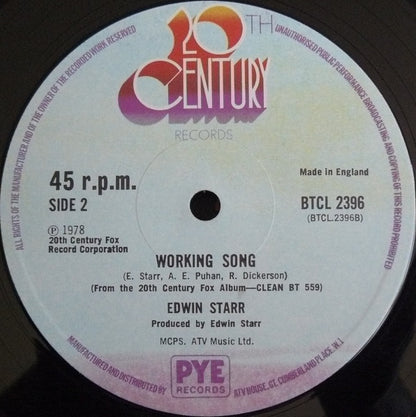 20TH
CENTURY
RECORDS
ALL RIGHTS OF THE MANUFACTURER AND OF THE OWNER OF THE RECORDED WORK RESERVED
UNAUTHORISED PUBLIC PERFORMANCE BROADCASTING AND COPYING OF THIS RECORD PROHIBITED
45 r.p.m.
SIDE 2
Made in England
BTCL 2396
(BTCL.2396B)
℗ 1978
20th Century Fox
Record Corporation
WORKING SONG
(E. Starr, A. E. Puhan, R. Dickerson)
(From the 20th Century Fox Album—CLEAN BT 559)
EDWIN STARR
Produced by Edwin Starr
MCPS. ATV Music Ltd.
MANUFACTURED AND DISTRIBUTED BY
PYE
RECORDS
ATV HOUSE, GT. CUMBERLAND PLACE, W.1